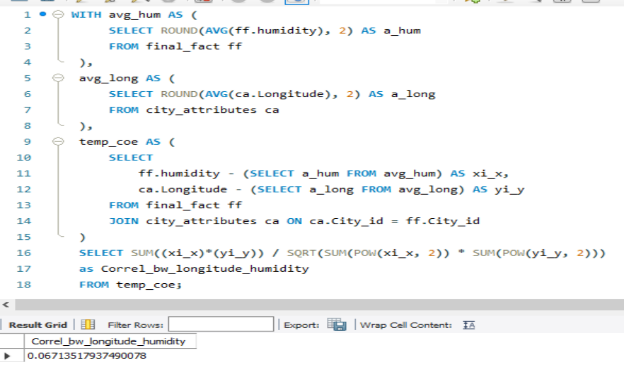 1 WITH avg_hum AS (
2 SELECT ROUND(AVG(ff.humidity), 2) AS a_hum
3 FROM final_fact ff
4 ),
5 avg_long AS (
6 SELECT ROUND(AVG(ca.Longitude), 2) AS a_long
7 FROM city_attributes ca
8 ),
9 temp_coe AS (
10 SELECT
11 ff.humidity - (SELECT a_hum FROM avg_hum) AS xi_x,
12 ca.Longitude - (SELECT a_long FROM avg_long) AS yi_y
13 FROM final_fact ff
14 JOIN city_attributes ca ON ca.City_id = ff.City_id
15 )
16 SELECT SUM((xi_x)*(yi_y)) / SQRT(SUM(POW(xi_x, 2)) * SUM(POW(yi_y, 2)))
17 as Correl_bw_longitude_humidity
18 FROM temp_coe;
Result Grid Filter Rows: Export: Wrap Cell Content:
Correl_bw_longitude_humidity
0.06713517937490078